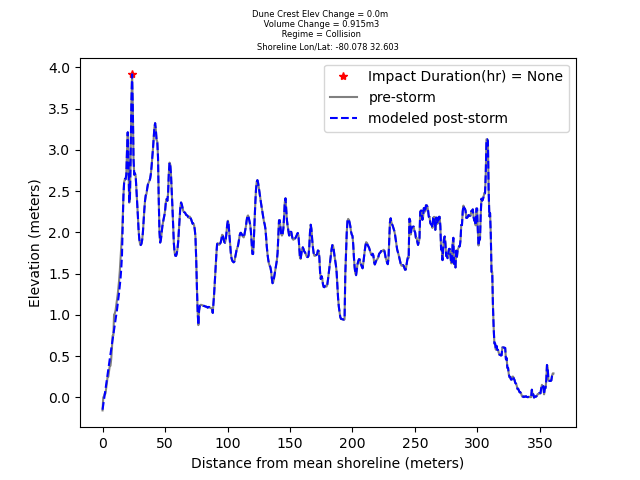 Dune Crest Elev Change = 0.0m
Volume Change = 0.915m3
Regime = Collision
Shoreline Lon/Lat: -80.078 32.603
Impact Duration(hr) = None
pre-storm
modeled post-storm
Elevation (meters)
4.0
3.5
3.0
2.5
2.0
1.5
1.0
0.5
0.0
0 50 100 150 200 250 300 350
Distance from mean shoreline (meters)